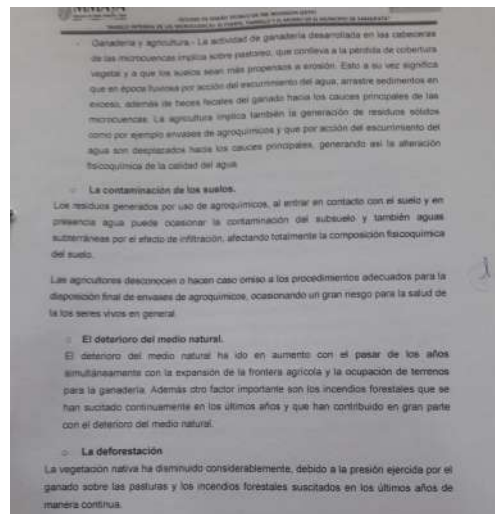 - Ganadería y agricultura.- La actividad de ganadería desarrollada en las cabeceras
de las microcuencas implica sobre pastoreo, que conlleva a la pérdida de cobertura
vegetal y a que los suelos sean más propensos a erosión. Esto a su vez significa
que en época lluviosa por acción del escurrimiento del agua, arrastre sedimentos en
exceso, además de heces fecales del ganado hacia los cauces principales de las
microcuencas. La agricultura implica también la generación de residuos sólidos
como por ejemplo envases de agroquímicos y que por acción del escurrimiento del
agua son desplazados hacia los cauces principales, generando así la alteración
fisicoquímica de la calidad del agua.
○ La contaminación de los suelos.
Los residuos generados por uso de agroquímicos, al entrar en contacto con el suelo y en
presencia agua puede ocasionar la contaminación del subsuelo y también aguas
subterráneas por el efecto de infiltración, afectando totalmente la composición fisicoquímica
del suelo.
Las agricultores desconocen o hacen caso omiso a los procedimientos adecuados para la
disposición final de envases de agroquímicos, ocasionando un gran riesgo para la salud de
la los seres vivos en general.
○ El deterioro del medio natural.
El deterioro del medio natural ha ido en aumento con el pasar de los años
simultáneamente con la expansión de la frontera agrícola y la ocupación de terrenos
para la ganadería. Además otro factor importante son los incendios forestales que se
han sucitado continuamente en los últimos años y que han contribuido en gran parte
con el deterioro del medio natural.
○ La deforestación
La vegetación nativa ha disminuido considerablemente, debido a la presión ejercida por el
ganado sobre las pasturas y los incendios forestales suscitados en los últimos años de
manera continua.